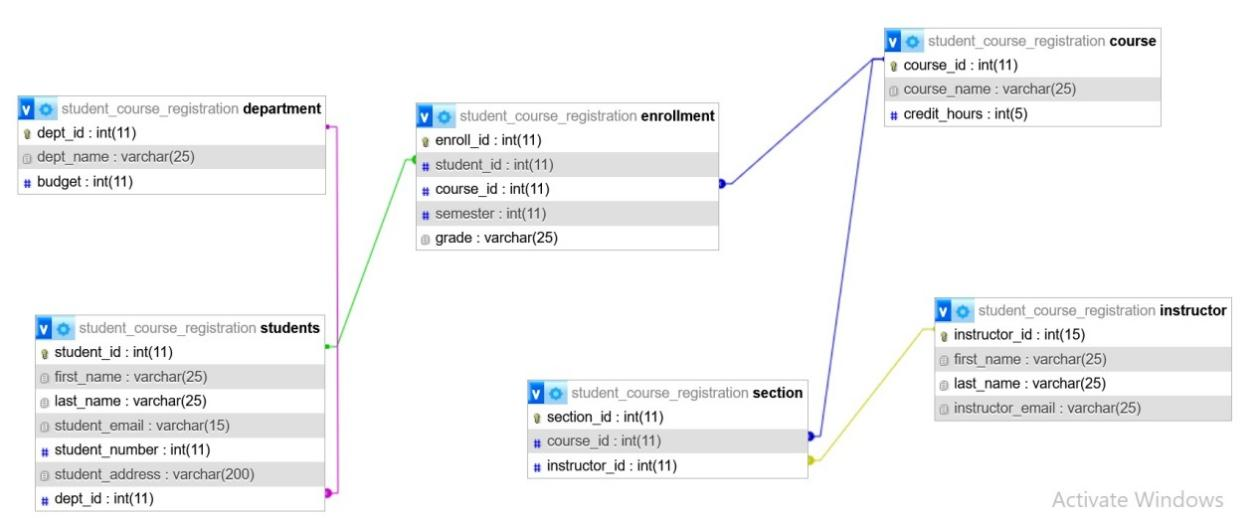 student_course_registration department
dept_id : int(11)
dept_name : varchar(25)
budget : int(11)
student_course_registration enrollment
enroll_id : int(11)
student_id : int(11)
course_id : int(11)
semester : int(11)
grade : varchar(25)
student_course_registration course
course_id : int(11)
course_name : varchar(25)
credit_hours : int(5)
student_course_registration students
student_id : int(11)
first_name : varchar(25)
last_name : varchar(25)
student_email : varchar(15)
student_number : int(11)
student_address : varchar(200)
dept_id : int(11)
student_course_registration section
section_id : int(11)
course_id : int(11)
instructor_id : int(11)
student_course_registration instructor
instructor_id : int(15)
first_name : varchar(25)
last_name : varchar(25)
instructor_email : varchar(25)
Activate Windows